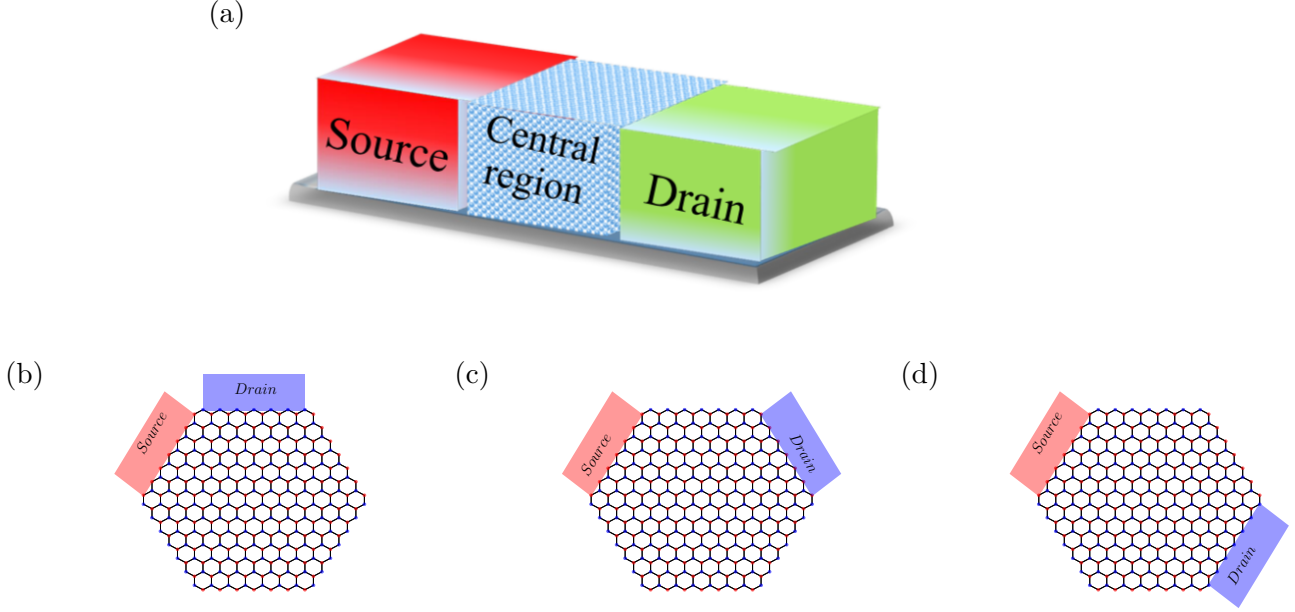 (a)
Source
Central
region
Drain
(b)
Source
Drain
(c)
Source
Drain
(d)
Source
Drain